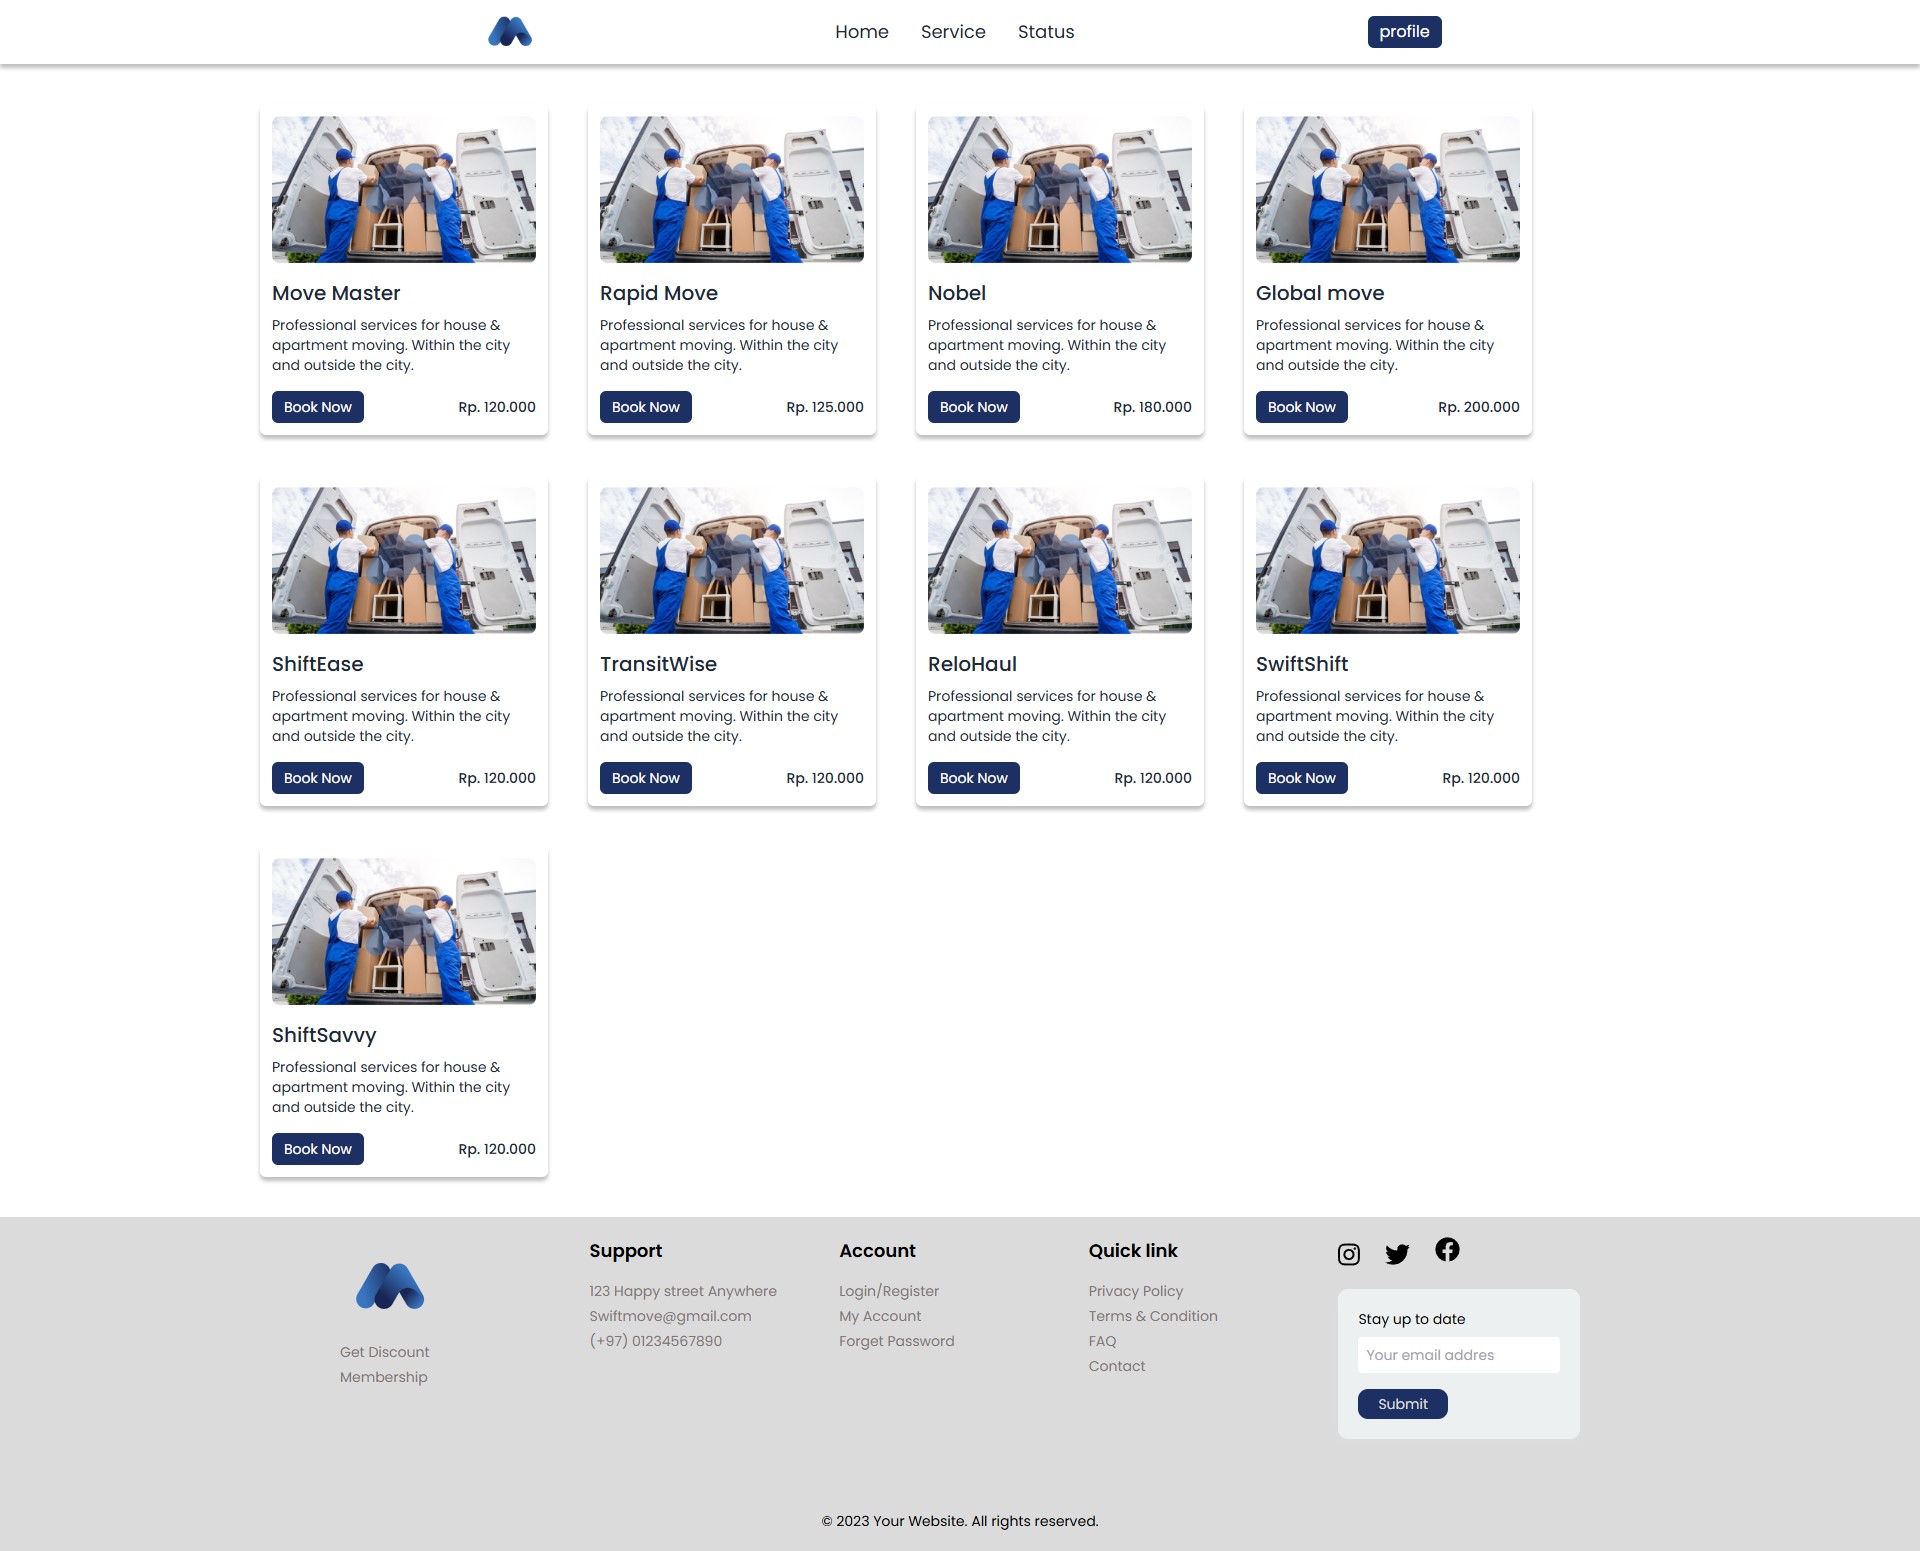 Home Service Status profile
Move Master
Professional services for house &
apartment moving. Within the city
and outside the city.
Book Now Rp. 120.000
Rapid Move
Professional services for house &
apartment moving. Within the city
and outside the city.
Book Now Rp. 125.000
Nobel
Professional services for house &
apartment moving. Within the city
and outside the city.
Book Now Rp. 180.000
Global move
Professional services for house &
apartment moving. Within the city
and outside the city.
Book Now Rp. 200.000
ShiftEase
Professional services for house &
apartment moving. Within the city
and outside the city.
Book Now Rp. 120.000
TransitWise
Professional services for house &
apartment moving. Within the city
and outside the city.
Book Now Rp. 120.000
ReloHaul
Professional services for house &
apartment moving. Within the city
and outside the city.
Book Now Rp. 120.000
SwiftShift
Professional services for house &
apartment moving. Within the city
and outside the city.
Book Now Rp. 120.000
ShiftSavvy
Professional services for house &
apartment moving. Within the city
and outside the city.
Book Now Rp. 120.000
Get Discount
Membership
Support
123 Happy street Anywhere
Swiftmove@gmail.com
(+97) 01234567890
Account
Login/Register
My Account
Forget Password
Quick link
Privacy Policy
Terms & Condition
FAQ
Contact
Stay up to date
Your email addres
Submit
© 2023 Your Website. All rights reserved.